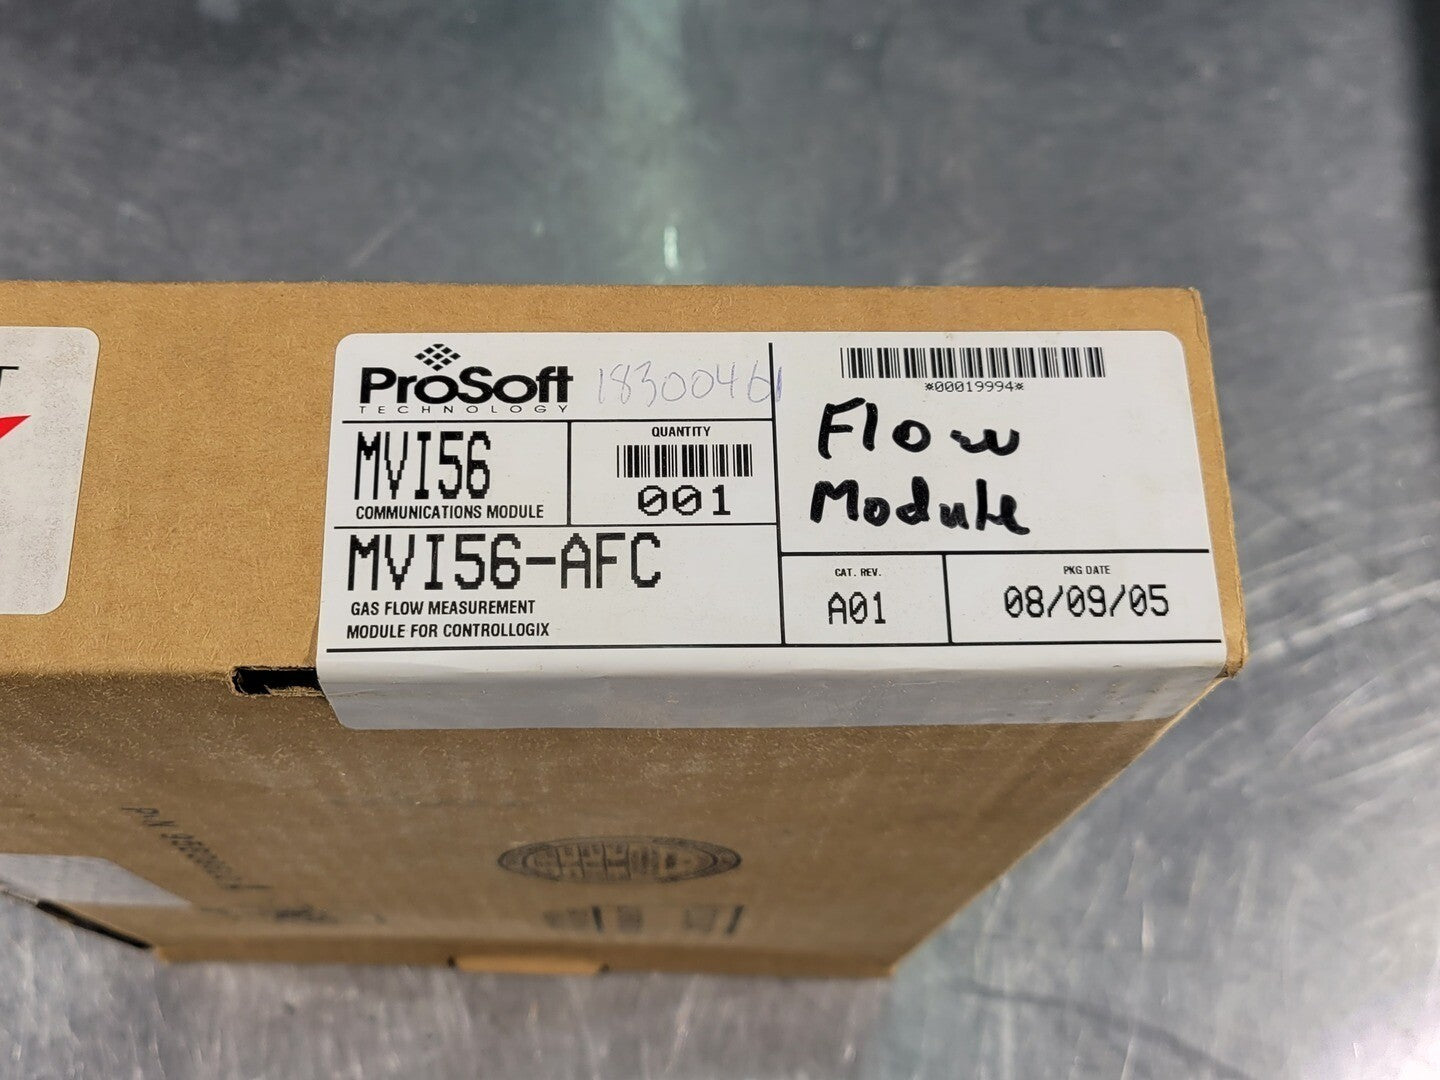 ProSoft
TECHNOLOGY
18300461
*00019994*
Flow
Module
MVI56
COMMUNICATIONS MODULE
QUANTITY
001
MVI56-AFC
GAS FLOW MEASUREMENT
MODULE FOR CONTROLLOGIX
CAT. REV.
A01
PKG DATE
08/09/05
T
P/N